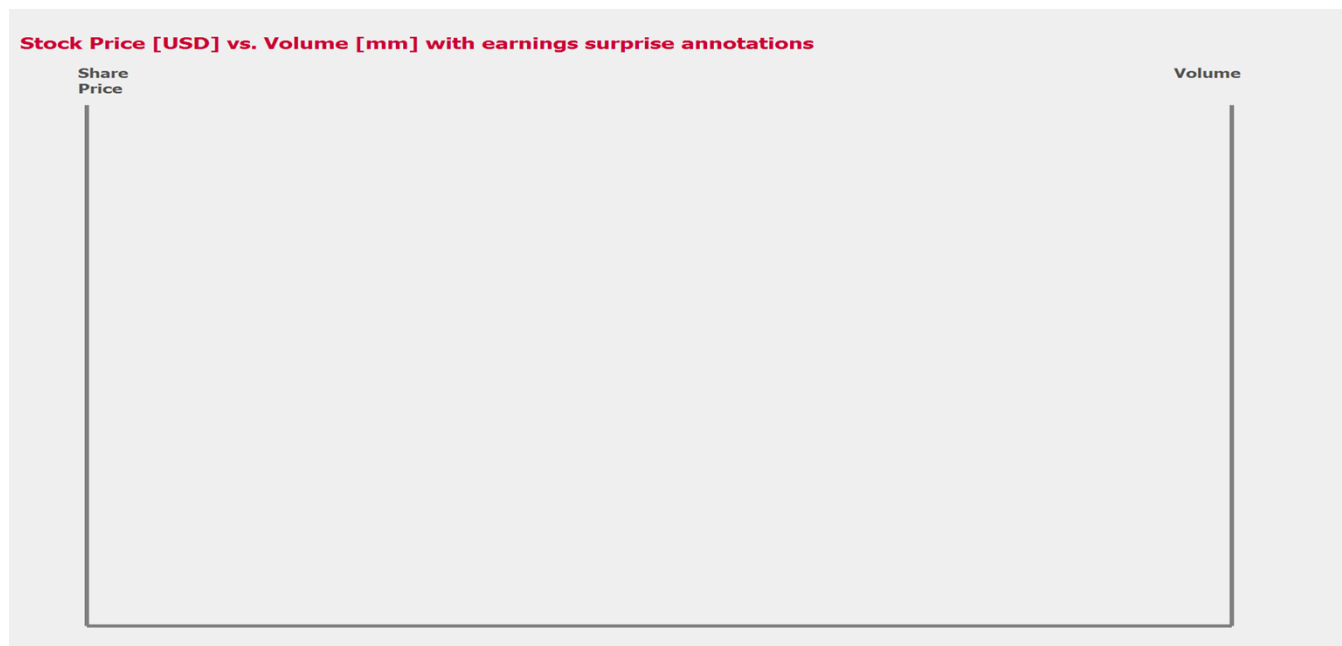 Stock Price [USD] vs. Volume [mm] with earnings surprise annotations
Share
Price
Volume